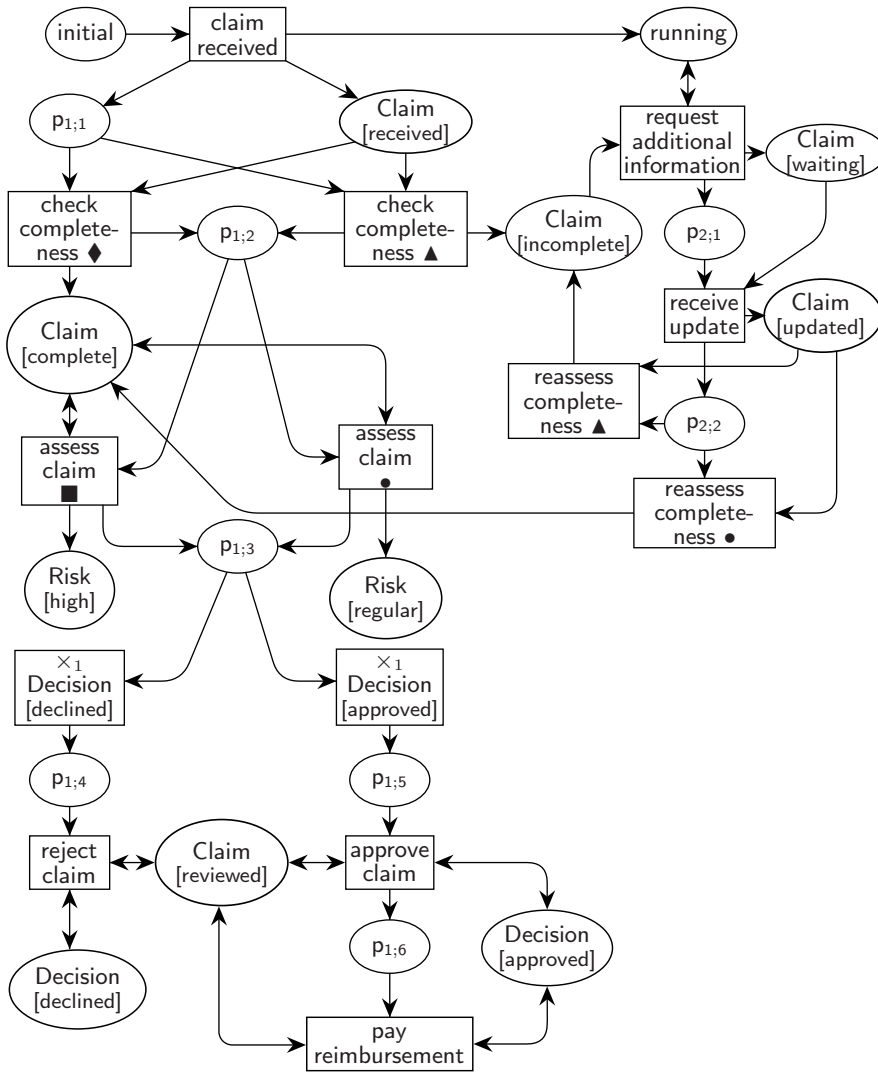 initial
claim
received
running
p1;1
Claim
[received]
request
additional
information
Claim
[waiting]
check
complete-
ness ♦
p1;2
check
complete-
ness ▲
Claim
[incomplete]
p2;1
receive
update
Claim
[updated]
Claim
[complete]
reassess
complete-
ness ▲
p2;2
assess
claim
■
assess
claim
●
reassess
complete-
ness ●
p1;3
Risk
[high]
Risk
[regular]
×1
Decision
[declined]
×1
Decision
[approved]
p1;4
p1;5
reject
claim
Claim
[reviewed]
approve
claim
p1;6
Decision
[approved]
Decision
[declined]
pay
reimbursement